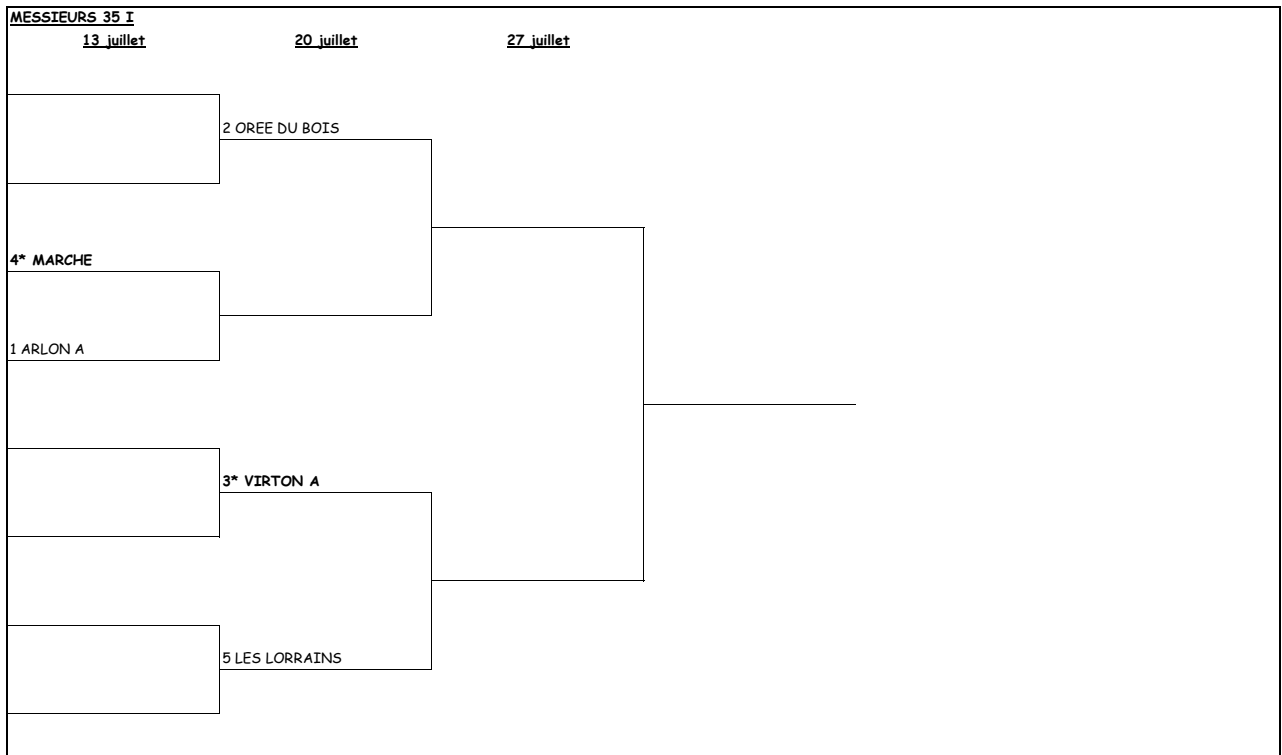 MESSIEURS 35 I
13 juillet 20 juillet 27 juillet
2 OREE DU BOIS
4* MARCHE
1 ARLON A
3* VIRTON A
5 LES LORRAINS